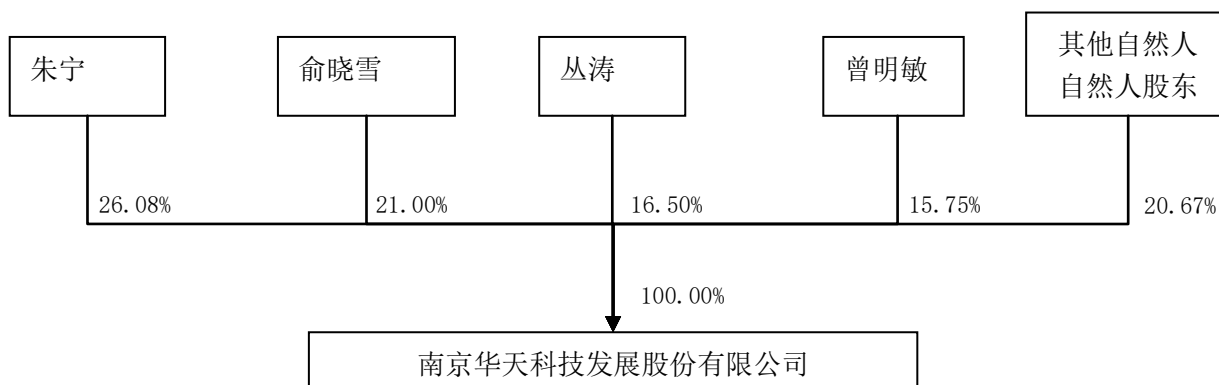 朱宁
俞晓雪
丛涛
曾明敏
其他自然人
自然人股东
26.08%
21.00%
16.50%
15.75%
20.67%
100.00%
南京华天科技发展股份有限公司